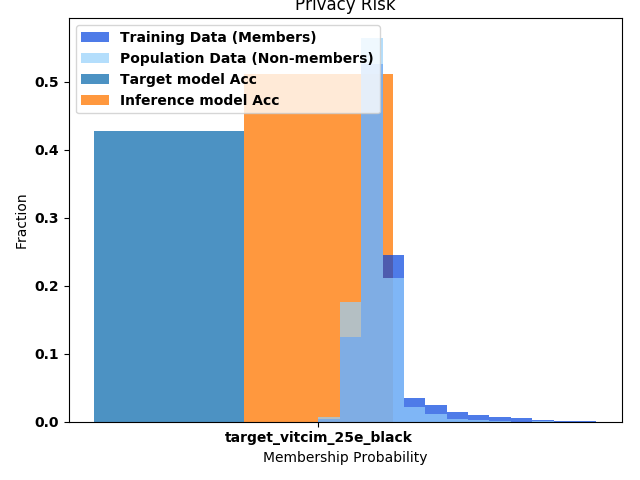 Privacy Risk
Training Data (Members)
Population Data (Non-members)
Target model Acc
Inference model Acc
0.5
0.4
0.3
0.2
0.1
0.0
Fraction
target_vitcim_25e_black
Membership Probability